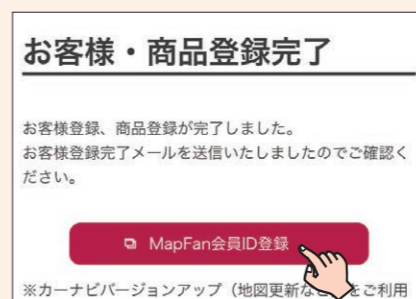 お客様・商品登録完了
お客様登録、商品登録が完了しました。
お客様登録完了メールを送信いたしましたのでご確認く
ださい。
MapFan会員ID登録
※カーナビバージョンアップ（地図更新な をご利用